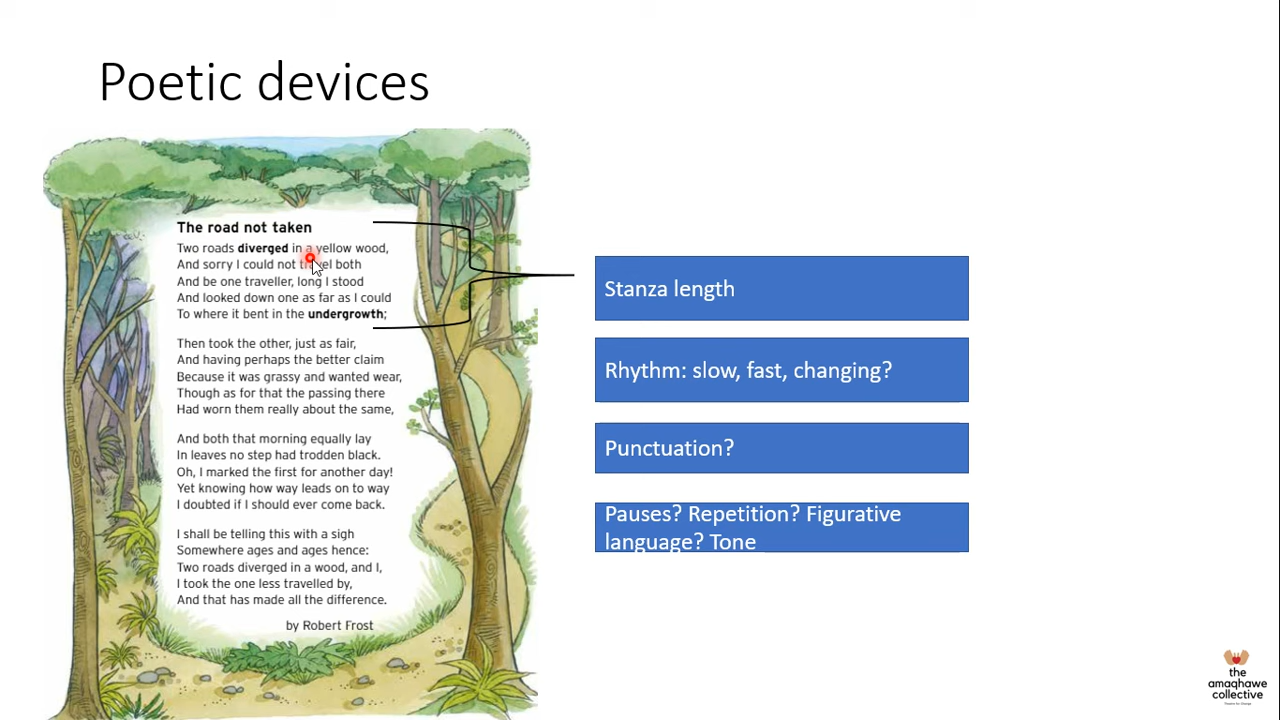 Poetic devices
The road not taken
Two roads diverged in a yellow wood,
And sorry I could not travel both
And be one traveller, long I stood
And looked down one as far as I could
To where it bent in the undergrowth;
Then took the other, just as fair,
And having perhaps the better claim
Because it was grassy and wanted wear,
Though as for that the passing there
Had worn them really about the same,
And both that morning equally lay
In leaves no step had trodden black.
Oh, I marked the first for another day!
Yet knowing how way leads on to way
I doubted if I should ever come back.
I shall be telling this with a sigh
Somewhere ages and ages hence:
Two roads diverged in a wood, and I,
I took the one less travelled by,
And that has made all the difference.
by Robert Frost
Stanza length
Rhythm: slow, fast, changing?
Punctuation?
Pauses? Repetition? Figurative
language? Tone
the
amaqhawe
collective